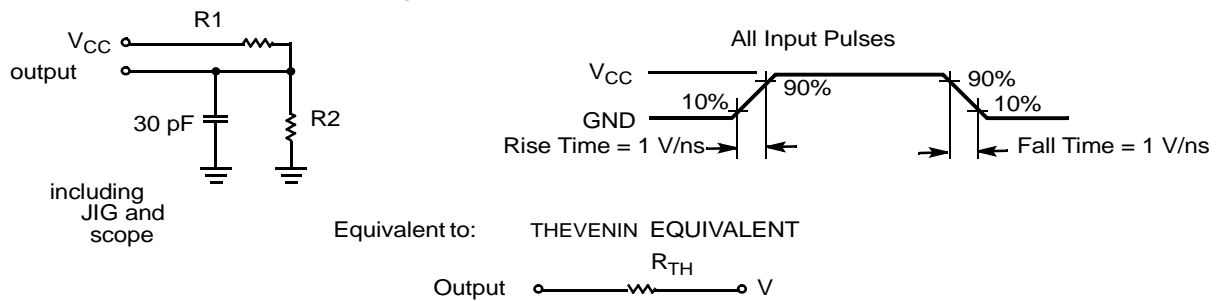 R1
VCC
output
30 pF
R2
including
JIG and
scope
All Input Pulses
VCC
GND
10%
90%
90%
10%
Rise Time = 1 V/ns
Fall Time = 1 V/ns
Equivalent to: THEVENIN EQUIVALENT
RTH
Output V